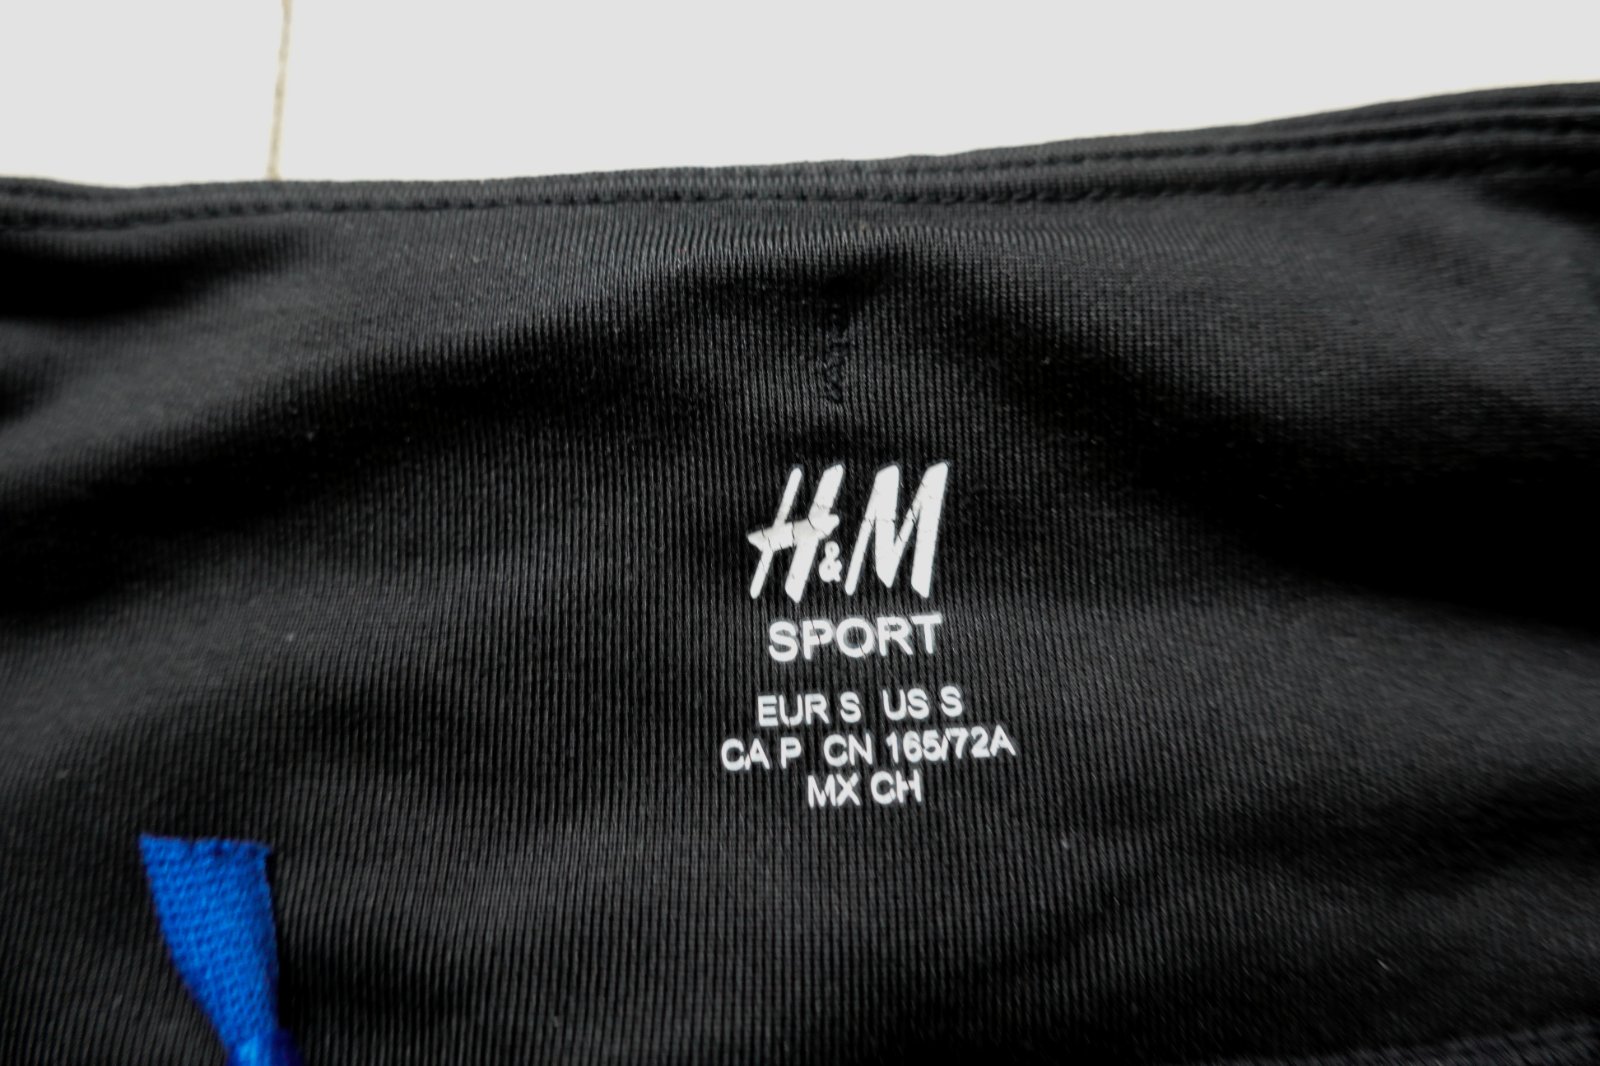 H&M
SPORT
EUR S US S
CA P CN 165/72A
MX CH